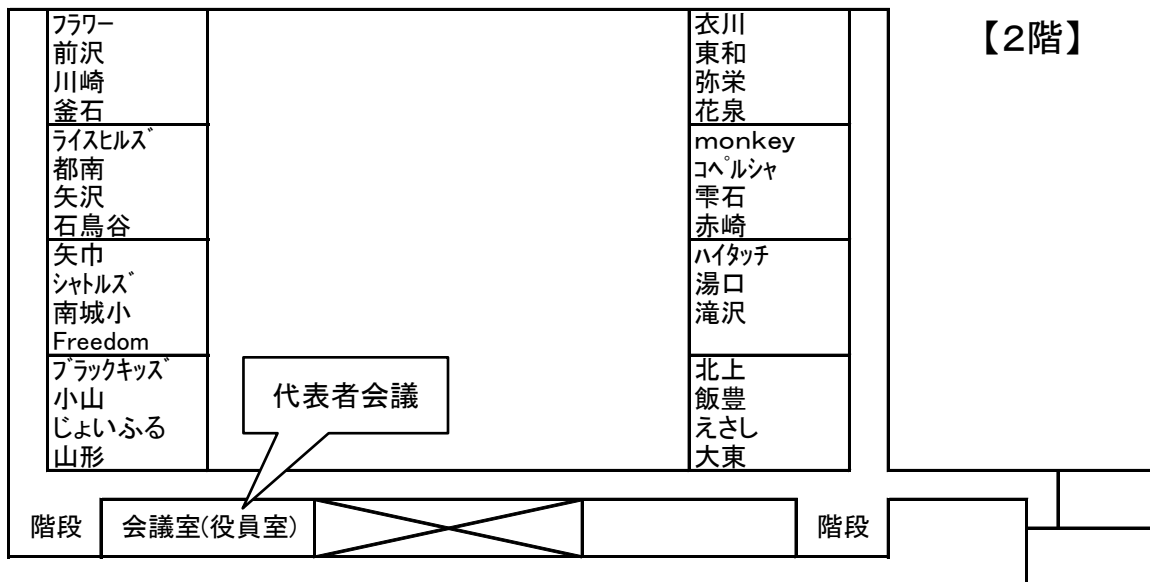 【２階】
ﾌﾗﾜｰ
前沢
川崎
釜石
ﾗｲｽﾋﾙｽﾞ
都南
矢沢
石鳥谷
矢巾
ｼｬﾄﾙｽﾞ
南城小
Freedom
ﾌﾞﾗｯｸｷｯｽﾞ
小山
じょいふる
山形
衣川
東和
弥栄
花泉
ｍｏｎｋｅｙ
ｺﾍﾟﾙｼｬ
雫石
赤崎
ﾊｲﾀｯﾁ
湯口
滝沢
北上
飯豊
えさし
大東
代表者会議
階段
会議室(役員室)
階段